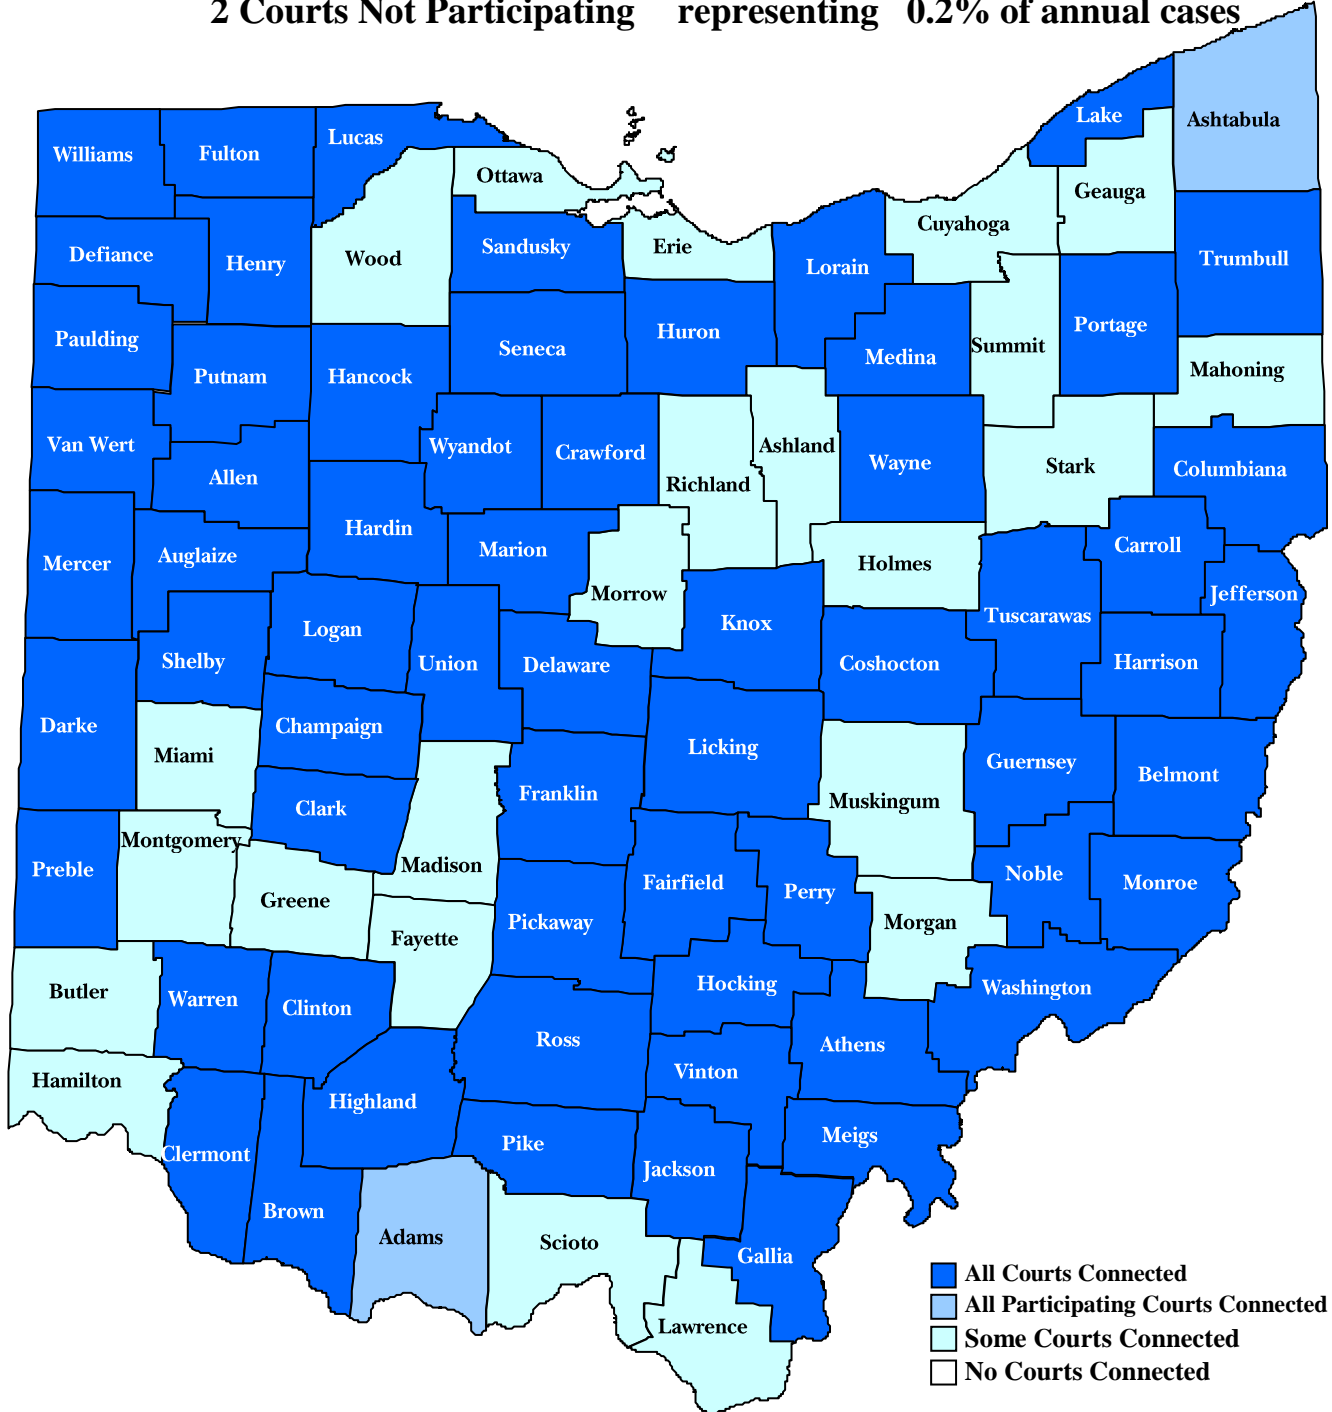 2 Courts Not Participating representing 0.2% of annual cases
Lake
Ashtabula
Williams
Fulton
Lucas
Ottawa
Geauga
Cuyahoga
Defiance
Henry
Wood
Sandusky
Erie
Lorain
Trumbull
Paulding
Putnam
Hancock
Seneca
Huron
Medina
Summit
Portage
Mahoning
Van Wert
Allen
Wyandot
Crawford
Richland
Ashland
Wayne
Stark
Columbiana
Mercer
Auglaize
Hardin
Marion
Morrow
Holmes
Carroll
Jefferson
Tuscarawas
Logan
Knox
Shelby
Union
Delaware
Coshocton
Harrison
Darke
Champaign
Miami
Licking
Guernsey
Belmont
Clark
Franklin
Muskingum
Montgomery
Madison
Preble
Greene
Fairfield
Perry
Noble
Monroe
Fayette
Pickaway
Morgan
Butler
Warren
Clinton
Hocking
Washington
Ross
Athens
Hamilton
Highland
Vinton
Clermont
Pike
Jackson
Meigs
Brown
Adams
Scioto
Gallia
Lawrence
All Courts Connected
All Participating Courts Connected
Some Courts Connected
No Courts Connected